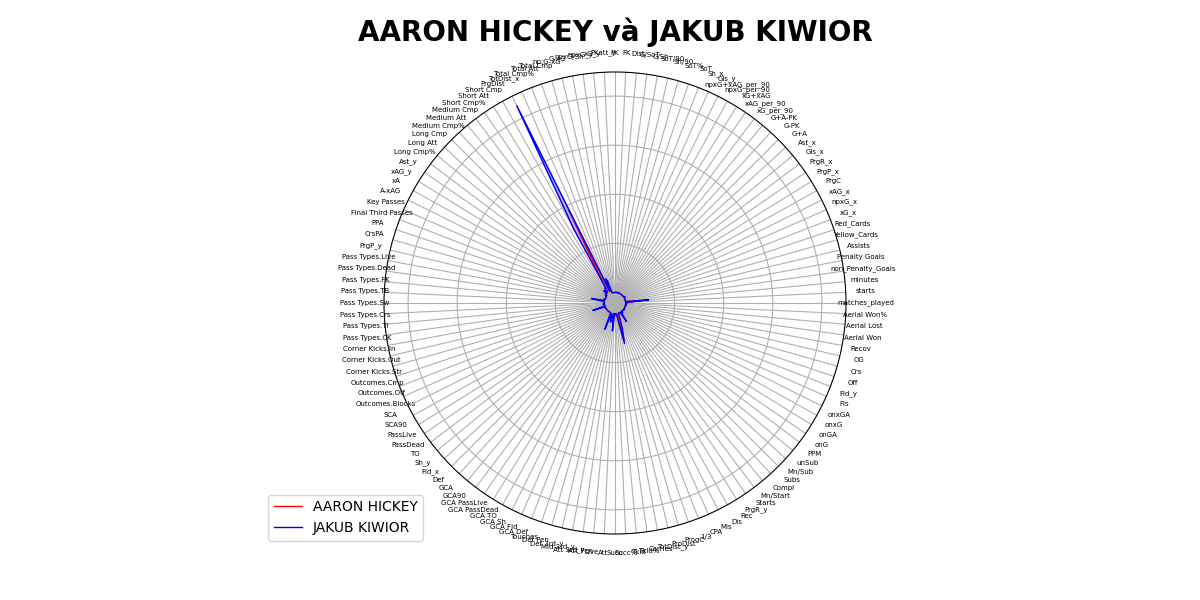 AARON HICKEY và JAKUB KIWIOR
Total Cmp%
TotDist_x
PrgDist
Short Cmp
Short Att
Short Cmp%
Medium Cmp
Medium Att
Medium Cmp%
Long Cmp
Long Att
Long Cmp%
Ast_y
xAG_y
xA
A-xAG
Key Passes
Final Third Passes
PPA
CrsPA
PrgP_y
Pass Types.Live
Pass Types.Dead
Pass Types.FK
Pass Types.TB
Pass Types.Sw
Pass Types.Crs
Pass Types.TI
Pass Types.CK
Corner Kicks.In
Corner Kicks.Out
Corner Kicks.Str
Outcomes.Cmp
Outcomes.Off
Outcomes.Blocks
SCA
SCA90
PassLive
PassDead
TO
Sh_y
Fld_x
Def
GCA
GCA90
GCA PassLive
GCA PassDead
GCA TO
GCA Sh
GCA Fld
GCA Def
Touches
SoT%
SoT
Sh_x
Gls_y
npxG+xAG_per_90
npxG_per_90
xG+xAG
xAG_per_90
xG_per_90
G+A-PK
G-PK
G+A
Ast_x
Gls_x
PrgR_x
PrgP_x
PrgC
xAG_x
npxG_x
xG_x
Red_Cards
Yellow_Cards
Assists
Penalty Goals
non_Penalty_Goals
minutes
starts
matches_played
Aerial Won%
Aerial Lost
Aerial Won
Recov
OG
Crs
Off
Fld_y
Fls
onxGA
onxG
onGA
onG
PPM
unSub
Mn/Sub
Subs
Compl
Mn/Start
Starts
PrgR_y
Rec
Dis
Mis
CPA
1/3
ProgC
AARON HICKEY
JAKUB KIWIOR